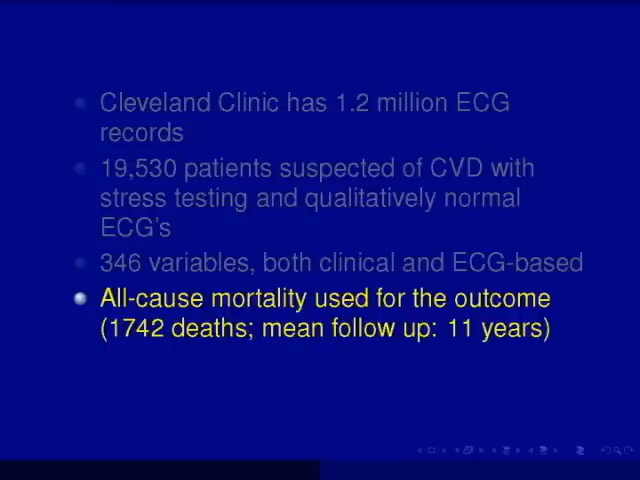 Cleveland Clinic has 1.2 million ECG
records
19,530 patients suspected of CVD with
stress testing and qualitatively normal
ECG's
346 variables, both clinical and ECG-based
All-cause mortality used for the outcome
(1742 deaths; mean follow up: 11 years)